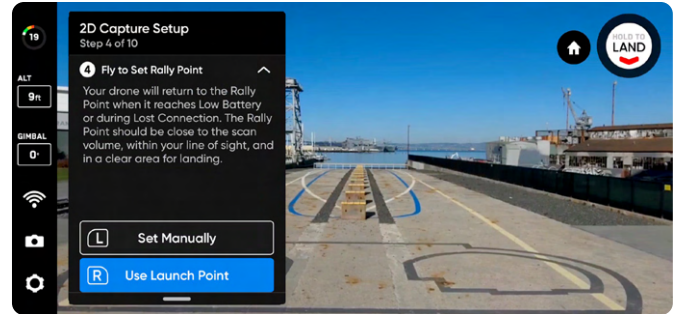 19
ALT
9ft
GIMBAL
0°
2D Capture Setup
Step 4 of 10
4 Fly to Set Rally Point
Your drone will return to the Rally
Point when it reaches Low Battery
or during Lost Connection. The Rally
Point should be close to the scan
volume, within your line of sight, and
in a clear area for landing.
L Set Manually
R Use Launch Point
HOLD TO
LAND